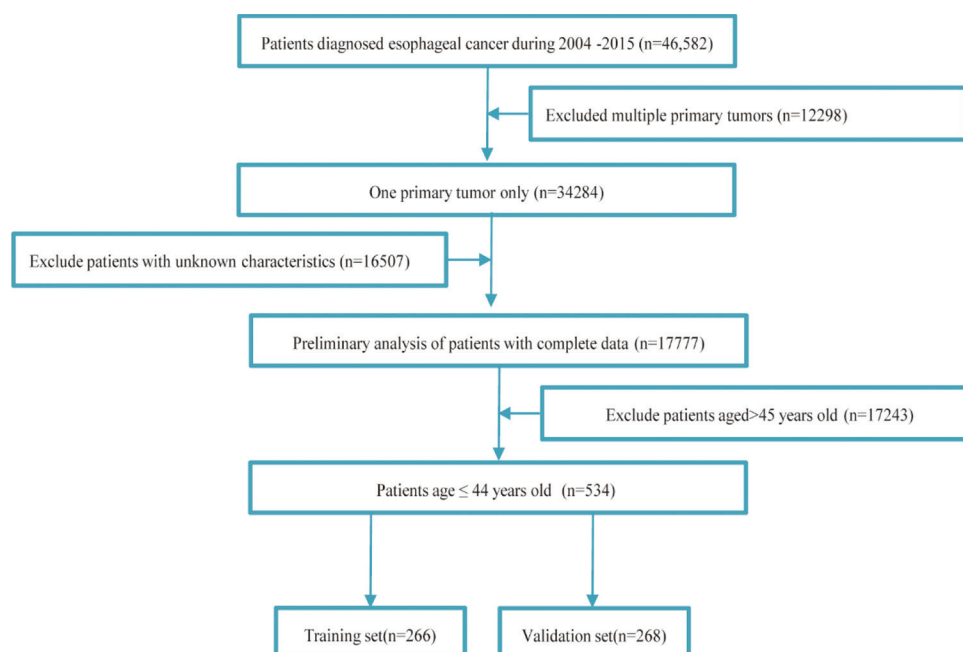 Patients diagnosed esophageal cancer during 2004 -2015 (n=46,582)
Excluded multiple primary tumors (n=12298)
One primary tumor only (n=34284)
Exclude patients with unknown characteristics (n=16507)
Preliminary analysis of patients with complete data (n=17777)
Exclude patients aged>45 years old (n=17243)
Patients age ≤ 44 years old (n=534)
Training set(n=266)
Validation set(n=268)